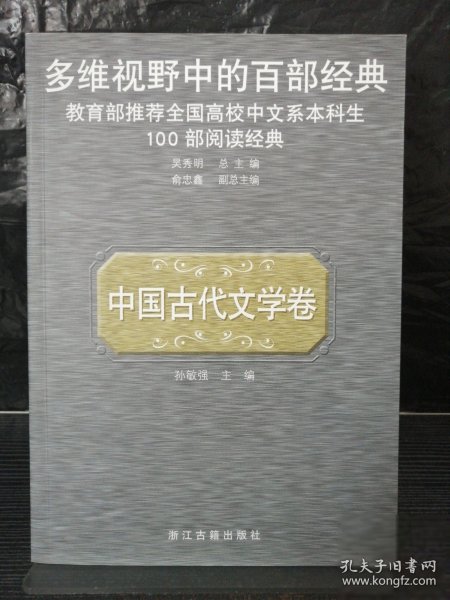 多维视野中的百部经典
教育部推荐全国高校中文系本科生
100 部阅读经典
吴秀明 总主编
俞忠鑫 副总主编
中国古代文学卷
孙敏强 主编
浙江古籍出版社
孔夫子旧书网
www.kongfz.com